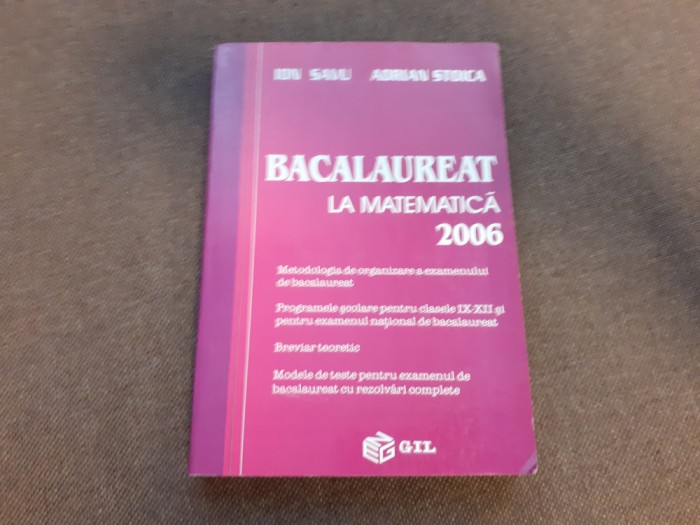 ION SAVU ADRIAN STOICA
BACALAUREAT
LA MATEMATICĂ
2006
Metodologia de organizare a examenului
de bacalaureat
Programele școlare pentru clasele IX-XII și
pentru examenul național de bacalaureat
Breviar teoretic
Modele de teste pentru examenul de
bacalaureat cu rezolvări complete
GIL